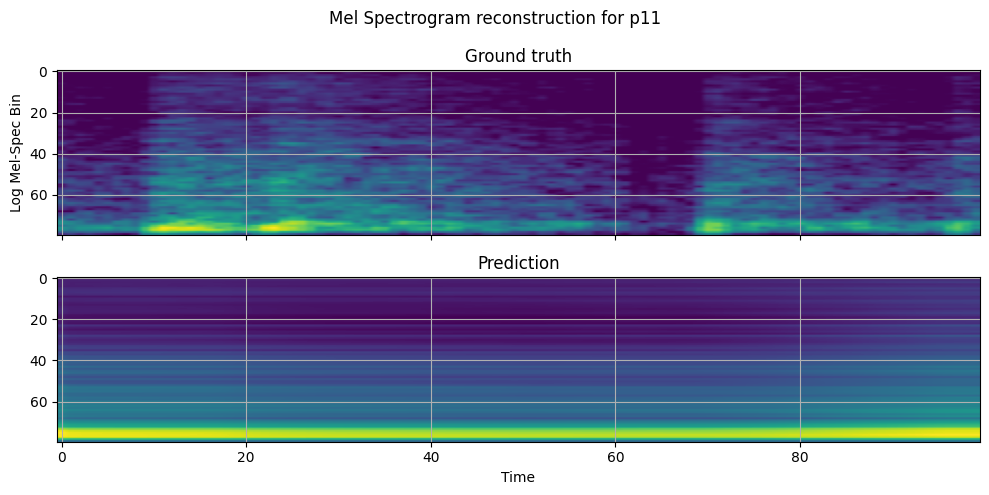 Mel Spectrogram reconstruction for p11
Ground truth
Log Mel-Spec Bin
0
20
40
60
Prediction
0
20
40
60
0 20 40 60 80
Time